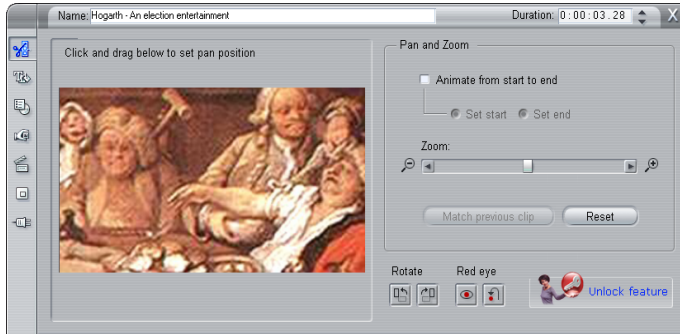 Name: Hogarth - An election entertainment
Duration: 0:00:03.28
X
Click and drag below to set pan position
Pan and Zoom
Animate from start to end
Set start Set end
Zoom:
Match previous clip Reset
Rotate Red eye
Unlock feature